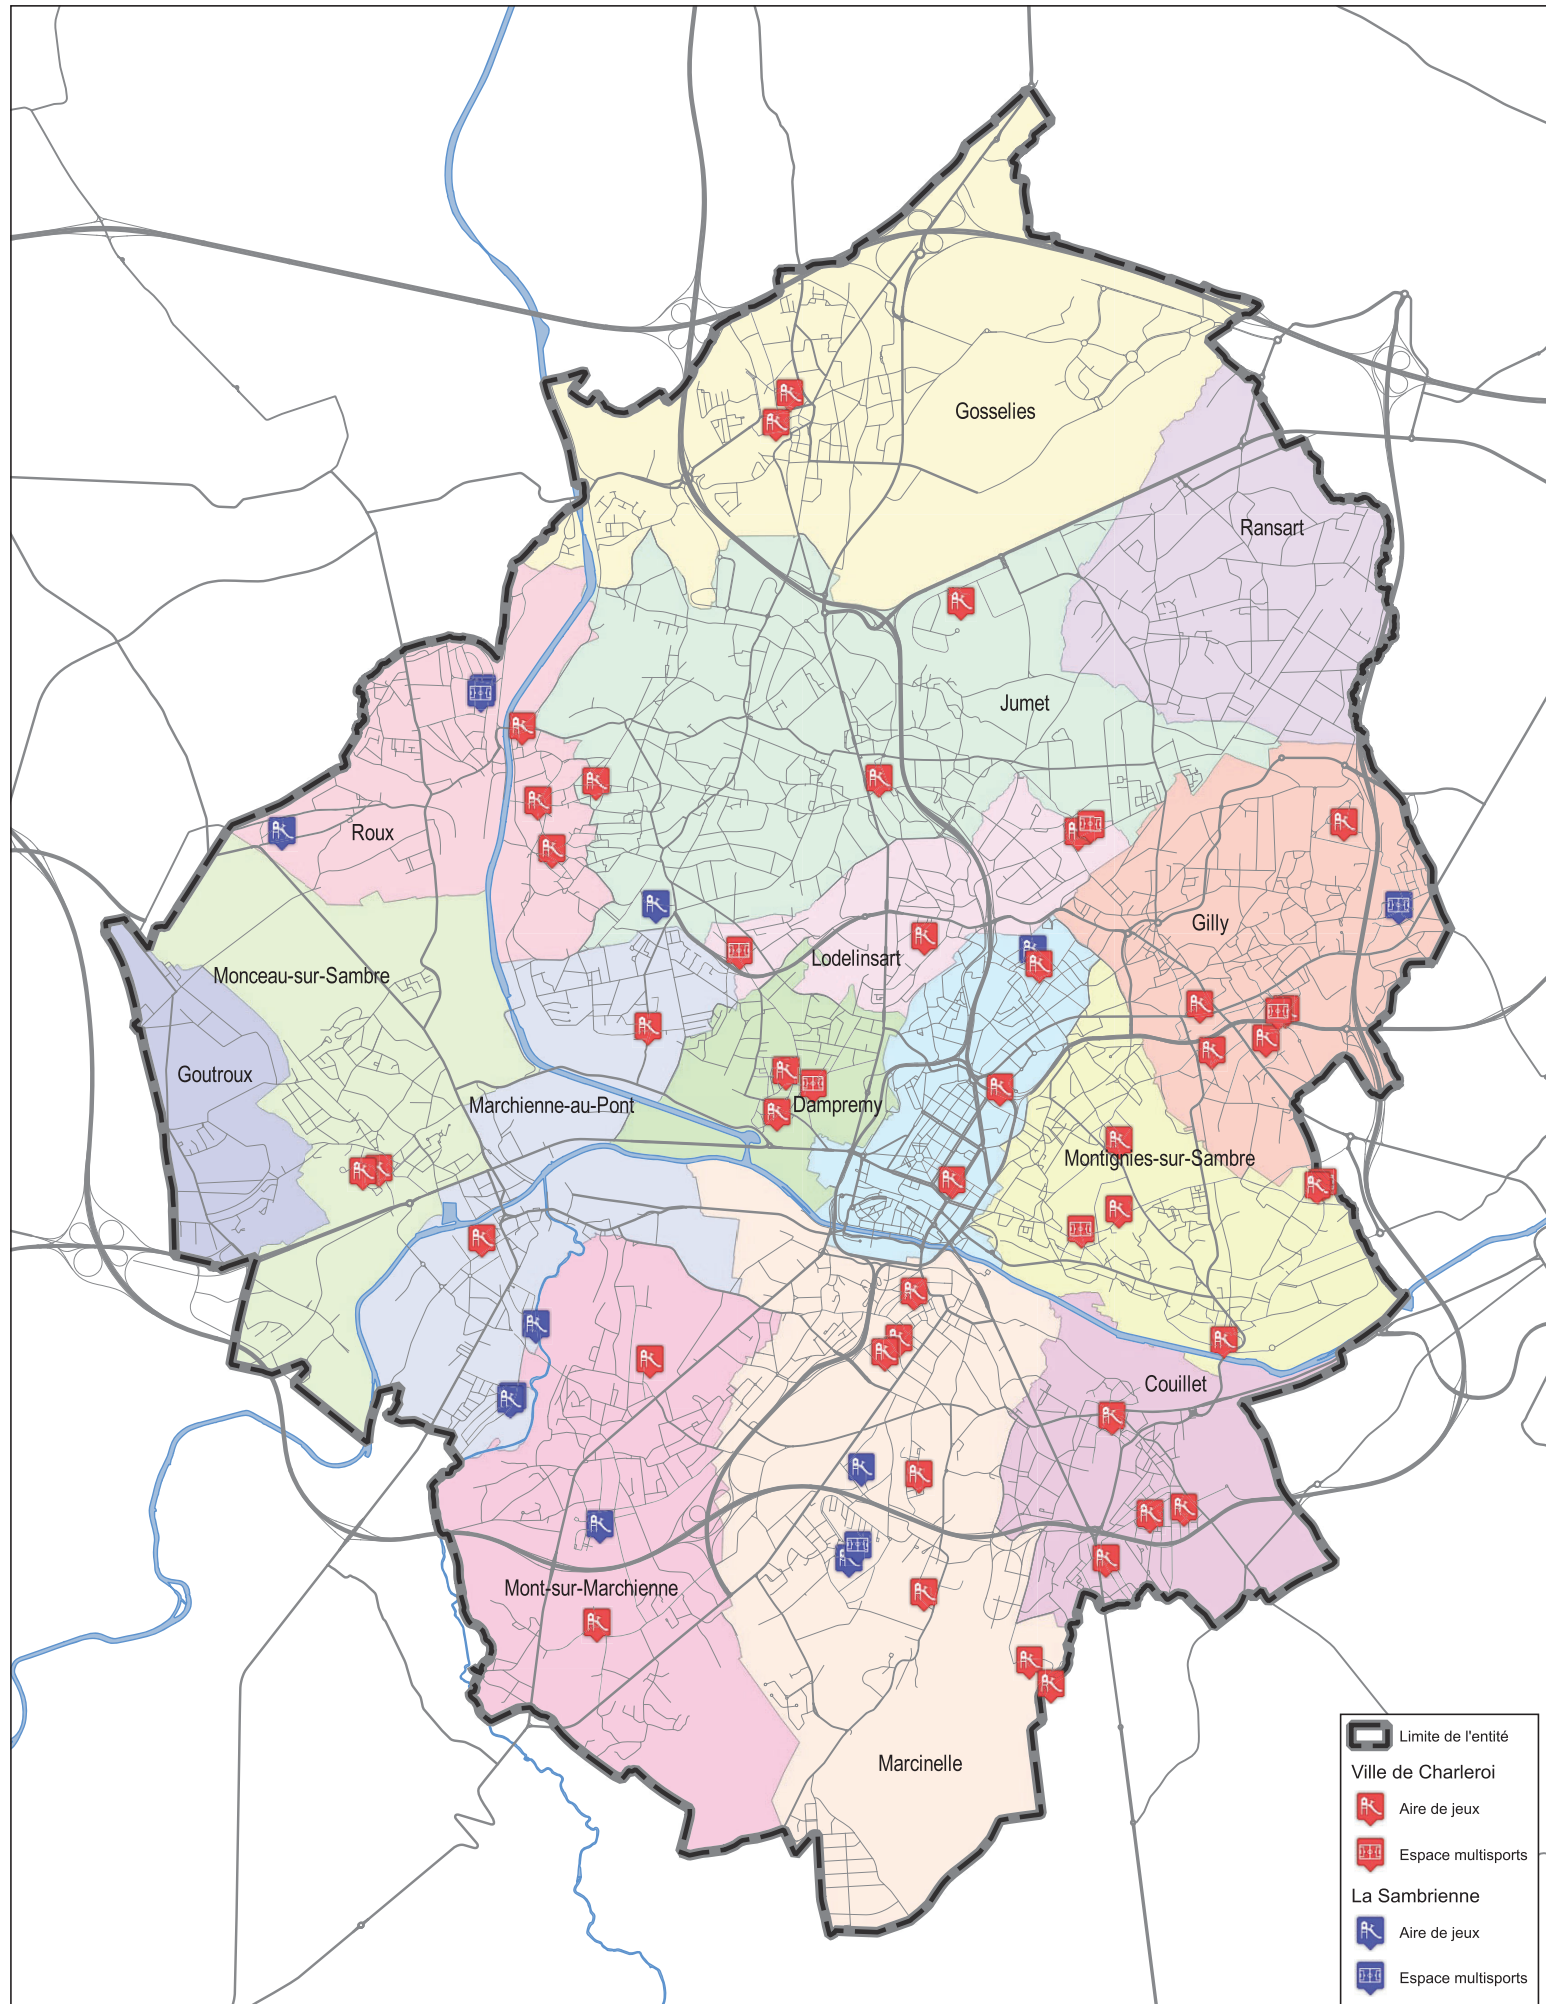 Gosselies
Ransart
Jumet
Roux
Gilly
Lodelinsart
Monceau-sur-Sambre
Goutroux
Marchienne-au-Pont
Dampremy
Montignies-sur-Sambre
Couillet
Mont-sur-Marchienne
Marcinelle
Limite de l'entité
Ville de Charleroi
Aire de jeux
Espace multisports
La Sambrienne
Aire de jeux
Espace multisports